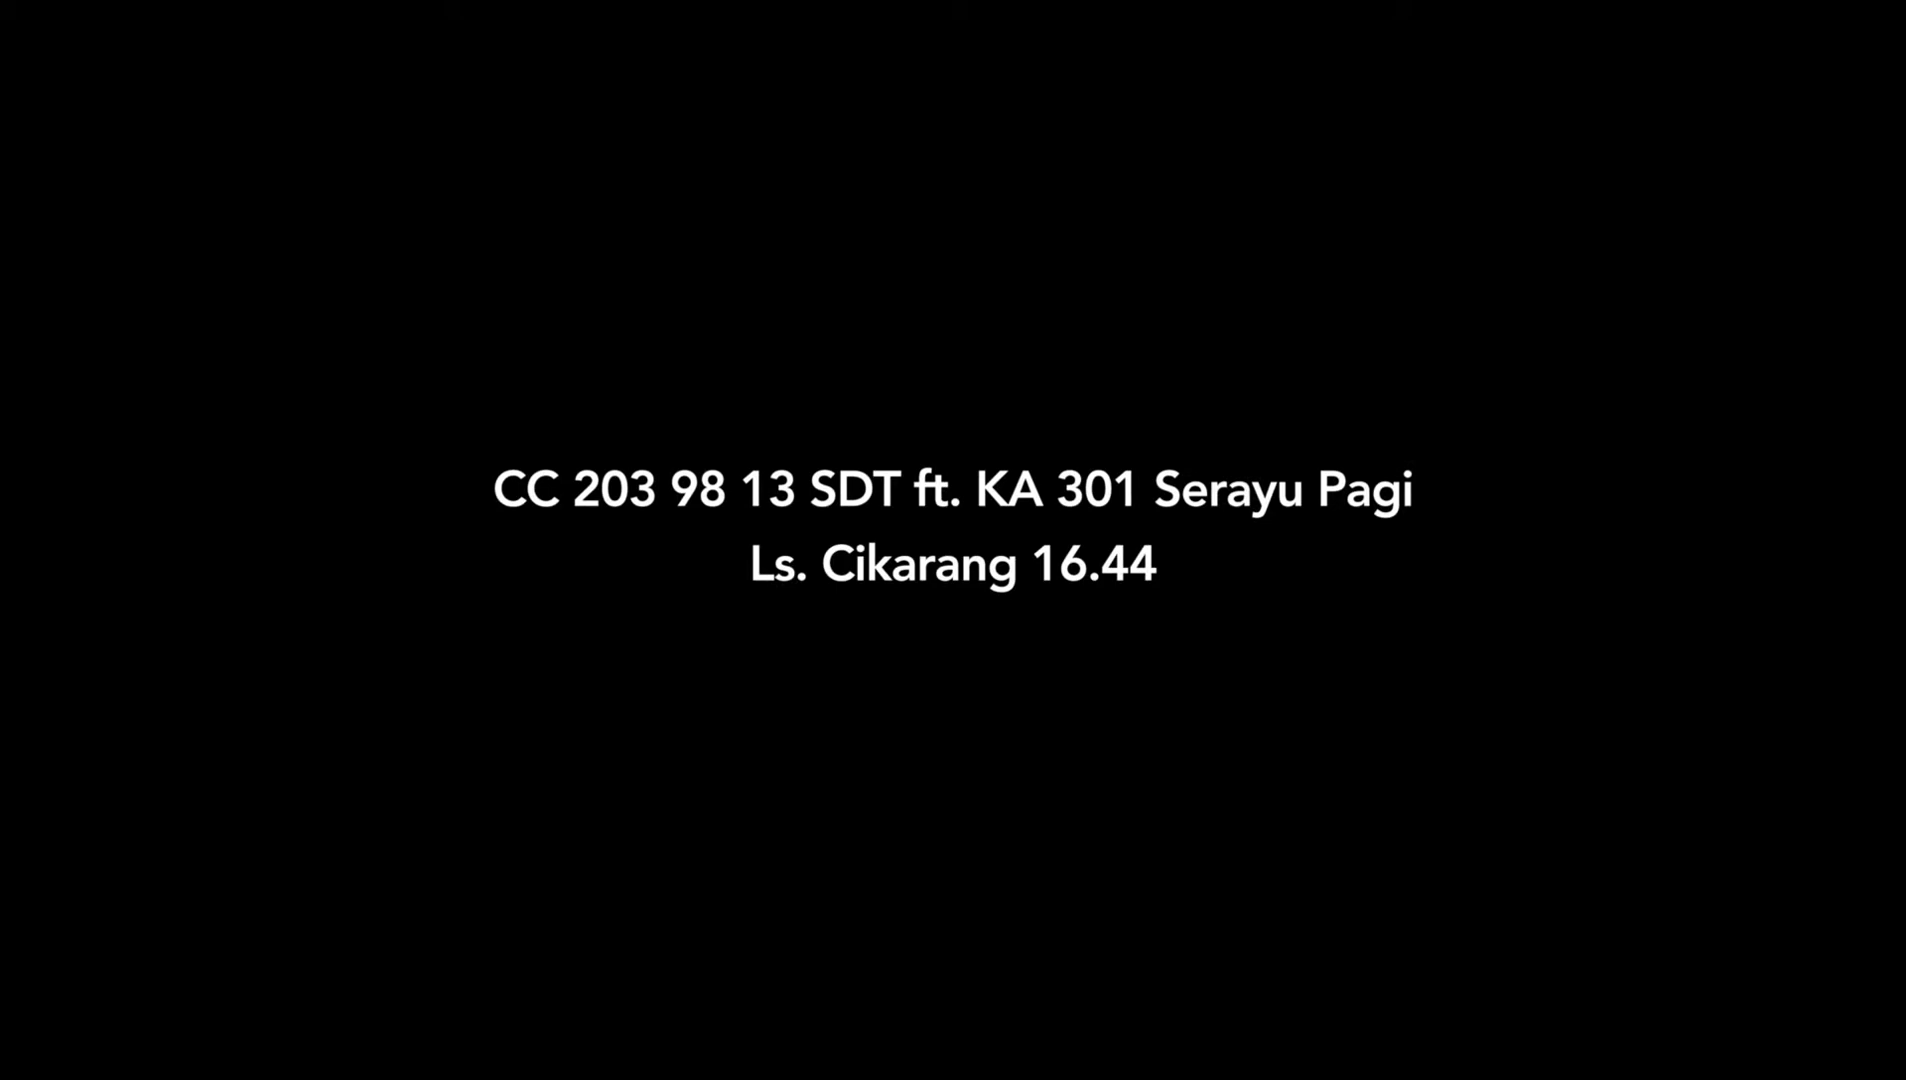 CC 203 98 13 SDT ft. KA 301 Serayu Pagi
Ls. Cikarang 16.44